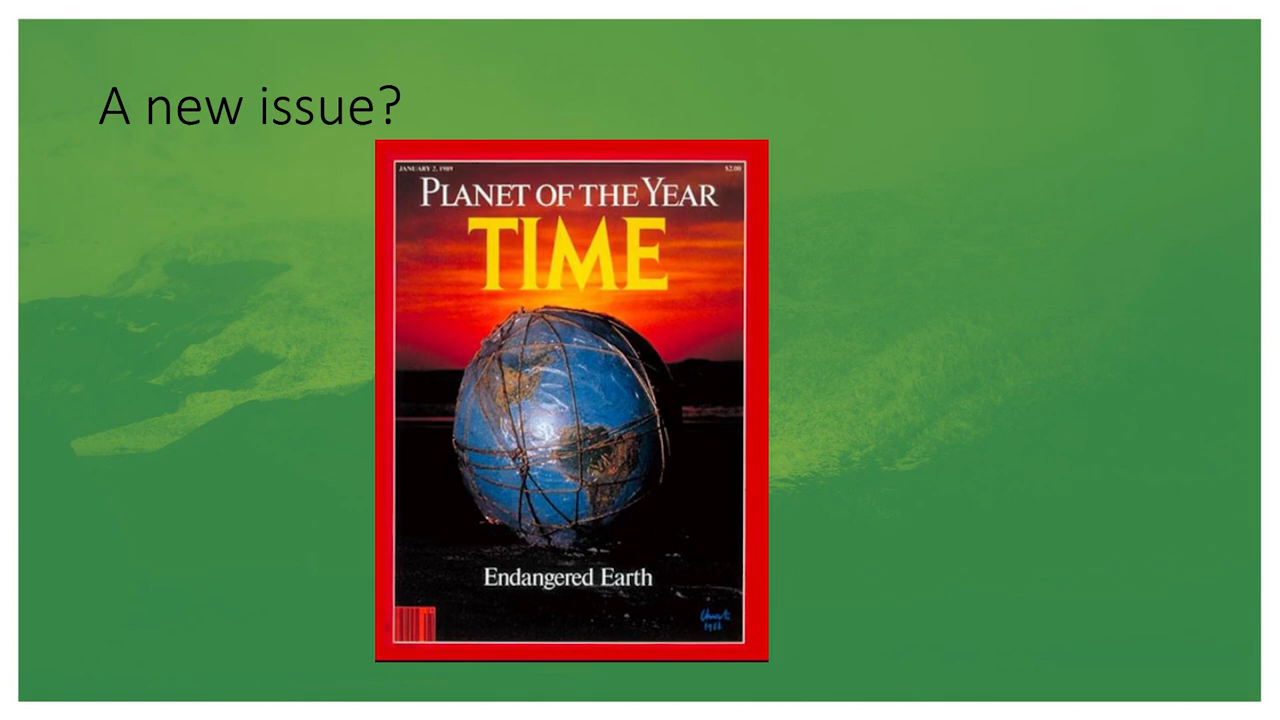 A new issue?
JANUARY 2, 1989
$2.00
PLANET OF THE YEAR
TIME
Endangered Earth